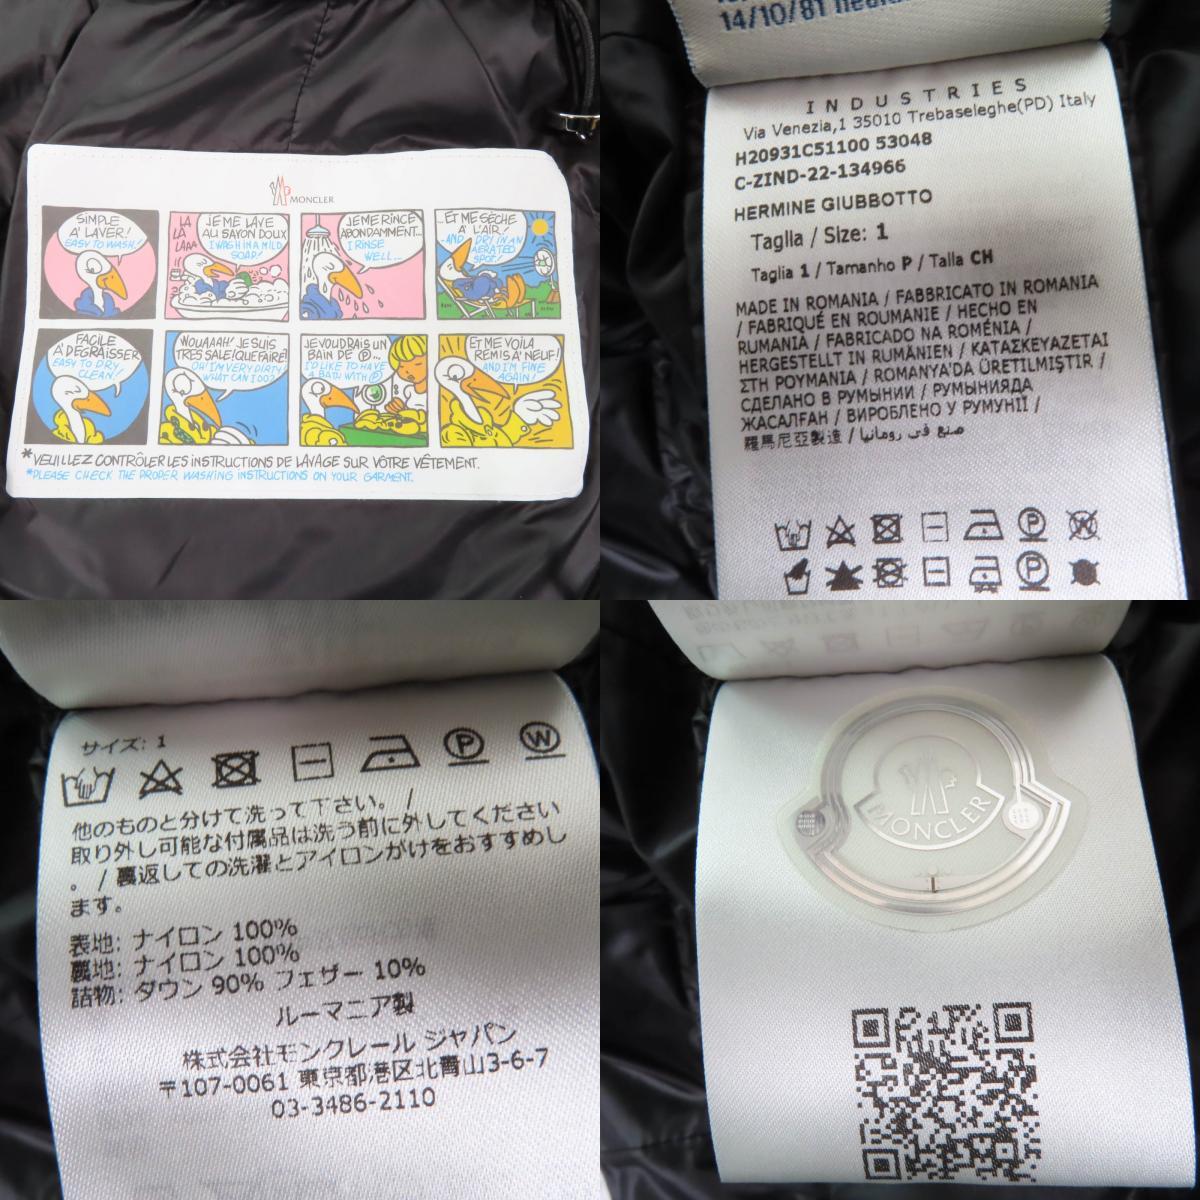 MONCLER
SIMPLE
À LAVER!
EASY TO WASH!
LA
LA
LAAA
JE ME LAVE
AU SAVON DOUX
I WASH IN A MILD
SOAP!
JE ME RINCE
ABONDAMMENT...
I RINSE
WELL...
...ET ME SÈCHE
À L'AIR!
AND DRY IN AN
AERATED
SPOT!
FACILE
À DÉGRAISSER
EASY TO DRY
CLEAN!
WOUAAAH! JE SUIS
TRÈS SALE! QUE FAIRE?
OH! I'M VERY DIRTY!
WHAT CAN I DO?
JE VOUDRAIS UN
BAIN DE Ⓟ...
I'D LIKE TO HAVE
A BATH WITH Ⓟ
ET ME VOILÀ
REMIS À NEUF!
AND I'M FINE
AGAIN!
*VEUILLEZ CONTRÔLER LES INSTRUCTIONS DE LAVAGE SUR VÔTRE VÊTEMENT.
*PLEASE CHECK THE PROPER WASHING INSTRUCTIONS ON YOUR GARMENT.
14/10/81
INDUSTRIES
Via Venezia,1 35010 Trebaseleghe(PD) Italy
H20931C51100 53048
C-ZIND-22-134966
HERMINE GIUBBOTTO
Taglia / Size: 1
Taglia 1 / Tamanho P / Talla CH
MADE IN ROMANIA / FABBRICATO IN ROMANIA
/ FABRIQUÉ EN ROUMANIE / HECHO EN
RUMANIA / FABRICADO NA ROMÉNIA /
HERGESTELLT IN RUMÄNIEN / ΚΑΤΑΣΚΕΥΑΖΕΤΑΙ
ΣΤΗ ΡΟΥΜΑΝΙΑ / ROMANYA'DA ÜRETILMIŞTIR /
СДЕЛАНО В РУМЫНИИ / РУМЫНИЯДА
ЖАСАЛҒАН / ВИРОБЛЕНО У РУМУНІЇ /
羅馬尼亞製造 / صنع في رومانيا
P W
P
サイズ: 1
P W
他のものと分けて洗って下さい。 /
取り外し可能な付属品は洗う前に外してください
。 / 裏返しての洗濯とアイロンがけをおすすめし
ます。
表地: ナイロン 100%
裏地: ナイロン 100%
詰物: ダウン 90% フェザー 10%
ルーマニア製
株式会社モンクレール ジャパン
〒107-0061 東京都港区北青山3-6-7
03-3486-2110
MONCLER